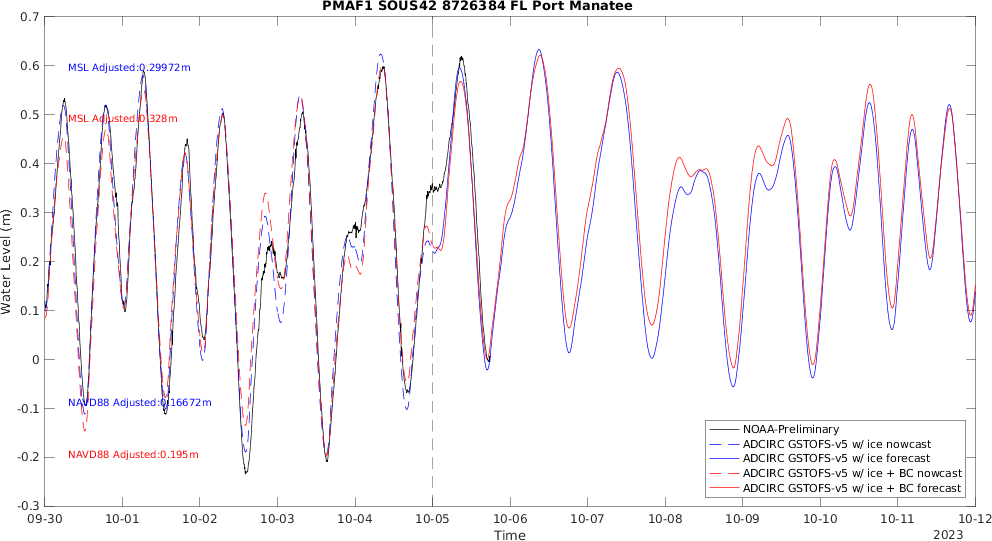 PMAF1 SOUS42 8726384 FL Port Manatee
0.7
0.6
0.5
0.4
0.3
0.2
0.1
0
-0.1
-0.2
-0.3
Water Level (m)
MSL Adjusted:0.29972m
MSL Adjusted:0.328m
NAVD88 Adjusted:0.16672m
NAVD88 Adjusted:0.195m
NOAA-Preliminary
ADCIRC GSTOFS-v5 w/ ice nowcast
ADCIRC GSTOFS-v5 w/ ice forecast
ADCIRC GSTOFS-v5 w/ ice + BC nowcast
ADCIRC GSTOFS-v5 w/ ice + BC forecast
09-30 10-01 10-02 10-03 10-04 10-05 10-06 10-07 10-08 10-09 10-10 10-11 10-12
Time
2023